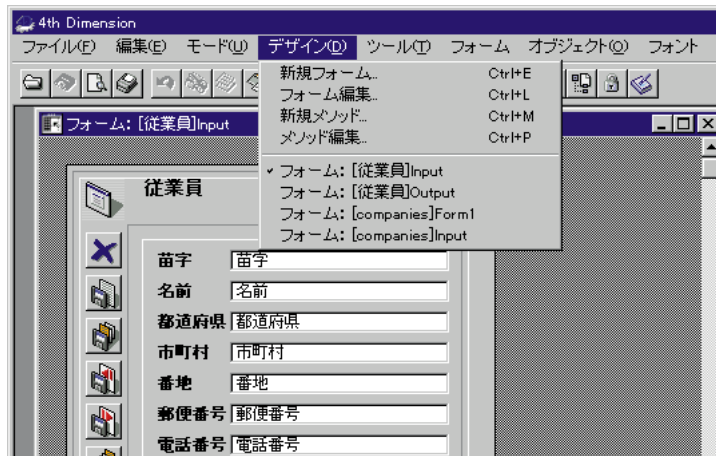 4th Dimension
ファイル(F) 編集(E) モード(U) デザイン(D) ツール(T) フォーム オブジェクト(O) フォント
新規フォーム... Ctrl+E
フォーム編集... Ctrl+L
新規メソッド... Ctrl+M
メソッド編集... Ctrl+P
✓ フォーム: [従業員]Input
フォーム: [従業員]Output
フォーム: [companies]Form1
フォーム: [companies]Input
フォーム: [従業員]Input
従業員
苗字 苗字
名前 名前
都道府県 都道府県
市町村 市町村
番地 番地
郵便番号 郵便番号
電話番号 電話番号